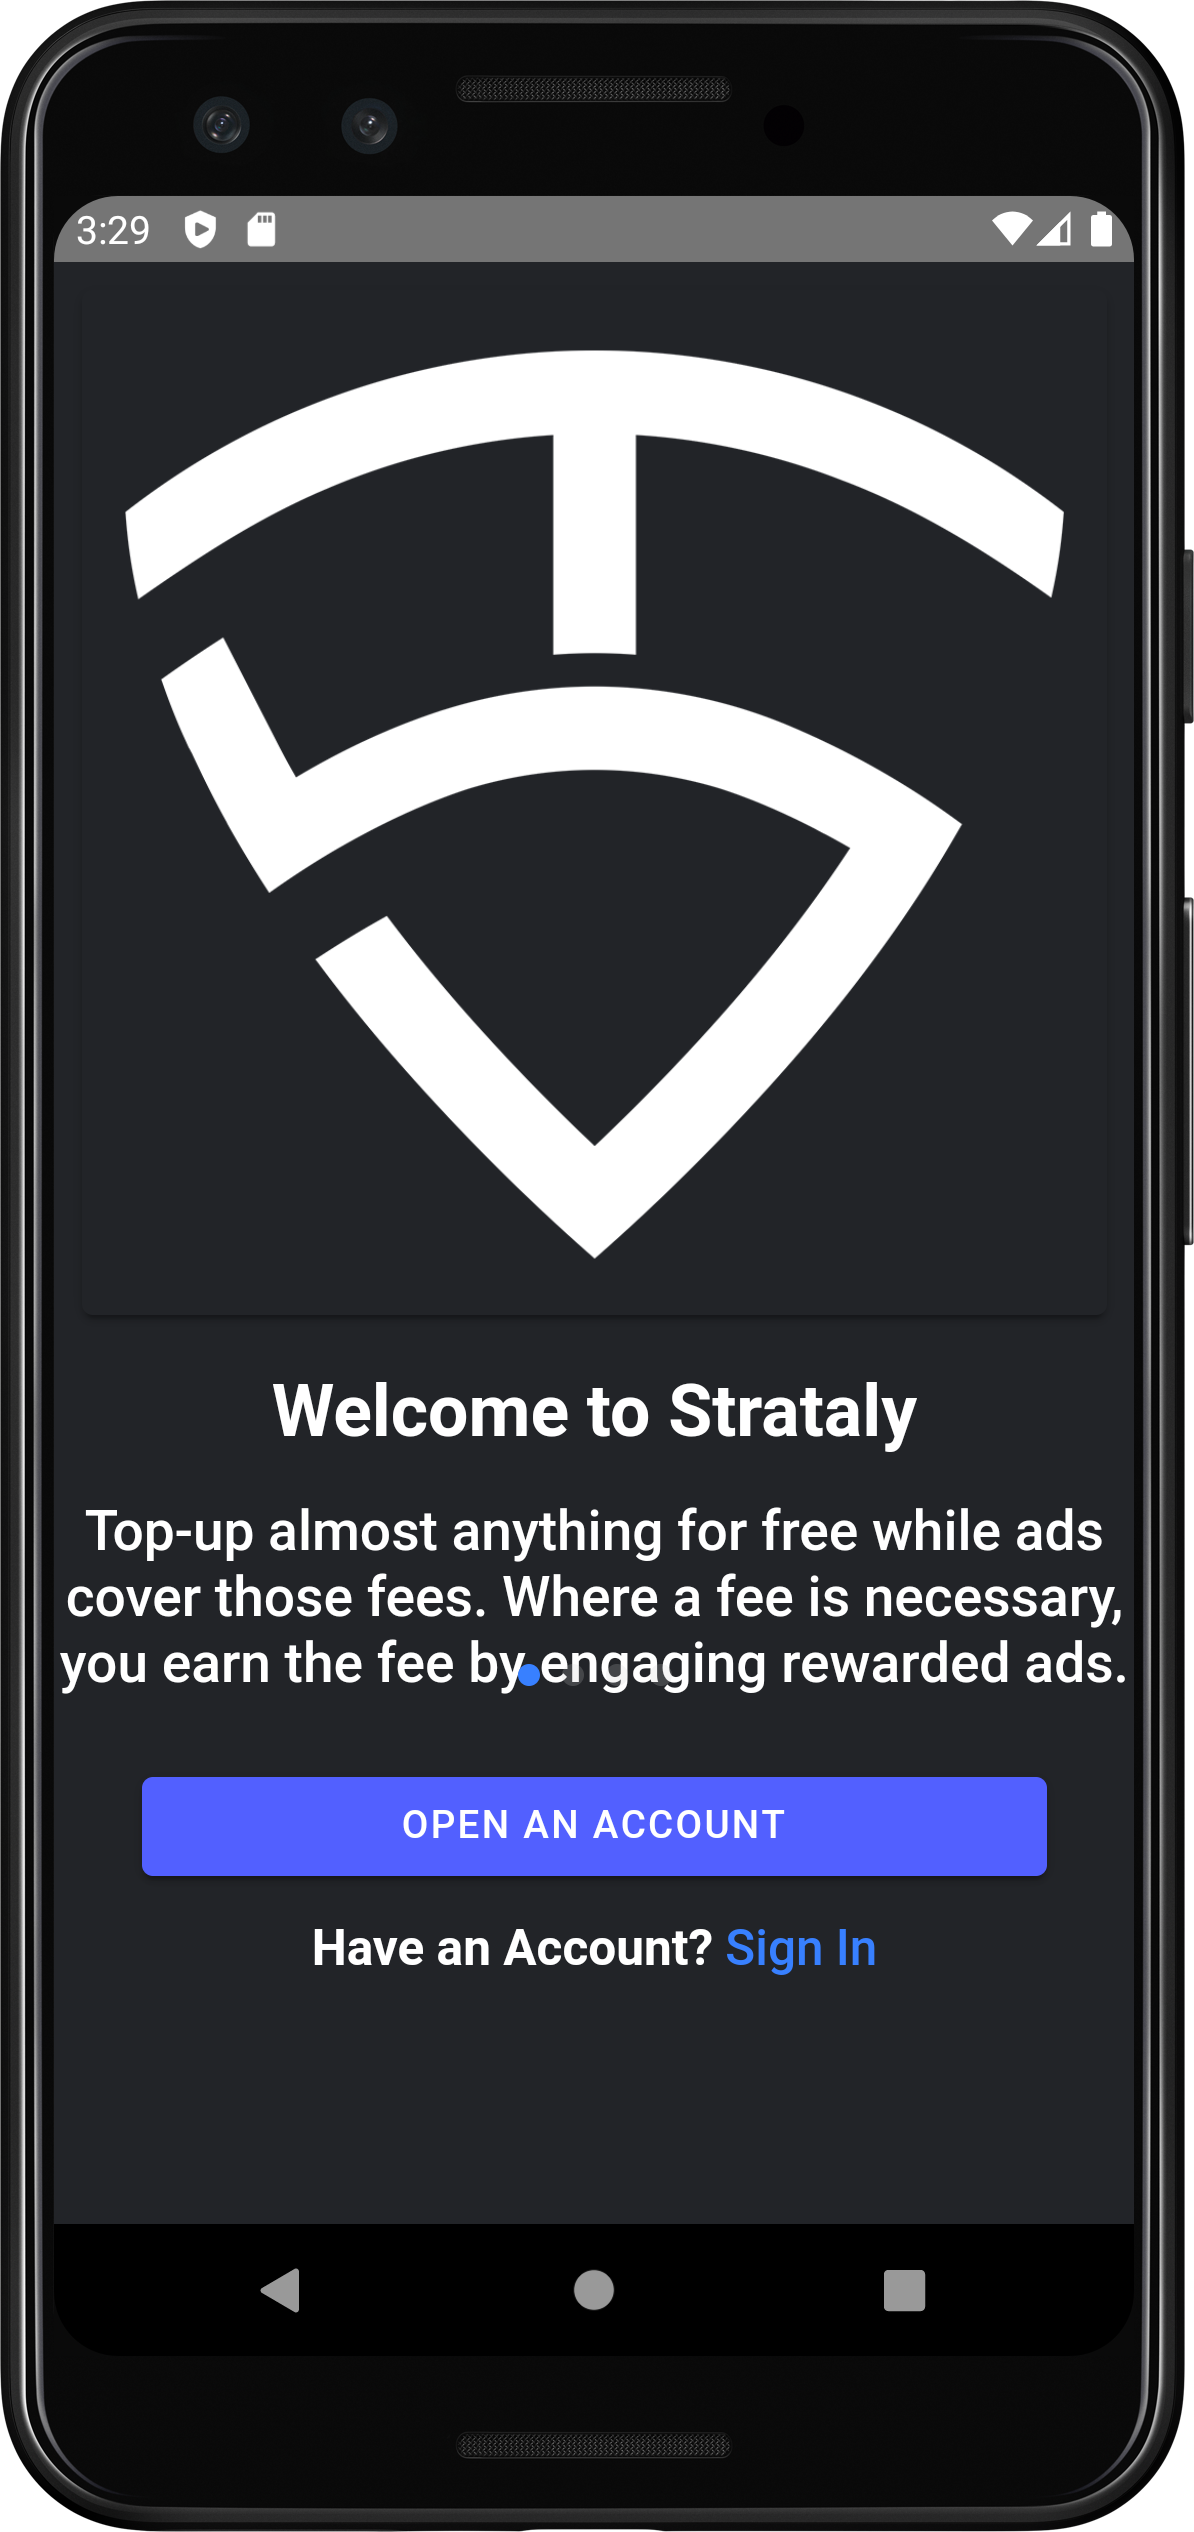 3:29
Welcome to Strataly
Top-up almost anything for free while ads
cover those fees. Where a fee is necessary,
you earn the fee by engaging rewarded ads.
OPEN AN ACCOUNT
Have an Account? Sign In